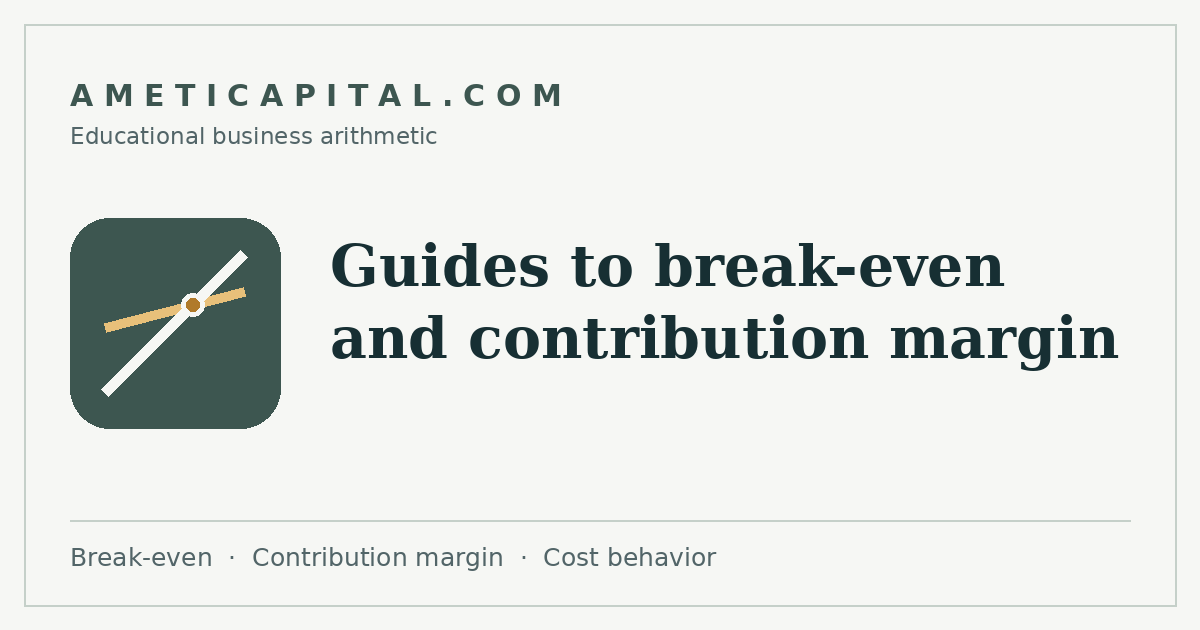 AMETICAPITAL.COM
Educational business arithmetic
Guides to break-even
and contribution margin
Break-even · Contribution margin · Cost behavior